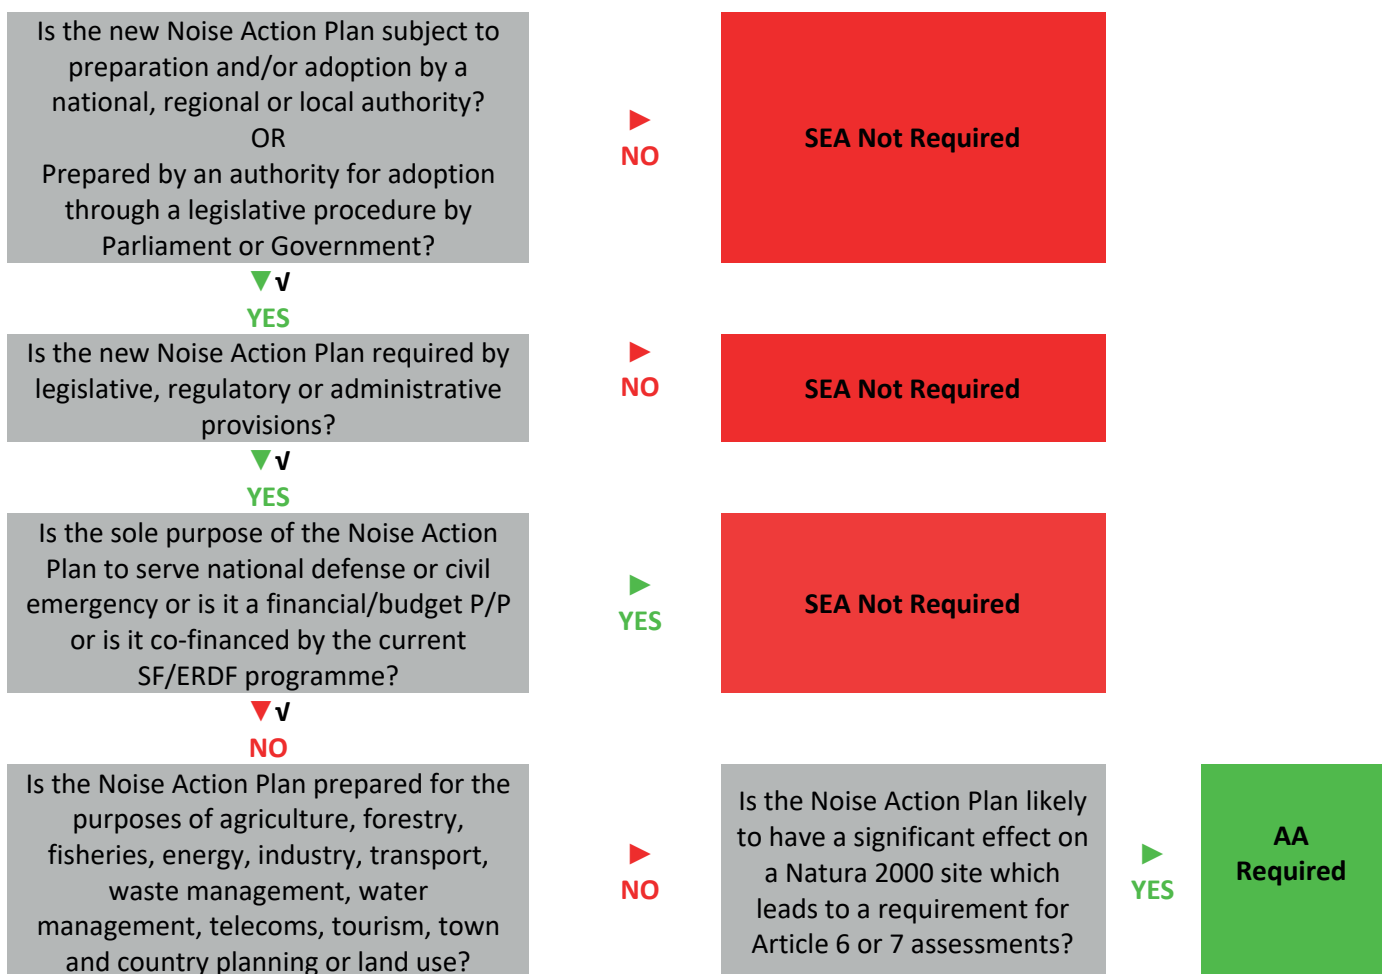 Is the new Noise Action Plan subject to
preparation and/or adoption by a
national, regional or local authority?
OR
Prepared by an authority for adoption
through a legislative procedure by
Parliament or Government?
►
NO
SEA Not Required
▼√
YES
Is the new Noise Action Plan required by
legislative, regulatory or administrative
provisions?
►
NO
SEA Not Required
▼√
YES
Is the sole purpose of the Noise Action
Plan to serve national defense or civil
emergency or is it a financial/budget P/P
or is it co-financed by the current
SF/ERDF programme?
►
YES
SEA Not Required
▼√
NO
Is the Noise Action Plan prepared for the
purposes of agriculture, forestry,
fisheries, energy, industry, transport,
waste management, water
management, telecoms, tourism, town
and country planning or land use?
►
NO
Is the Noise Action Plan likely
to have a significant effect on
a Natura 2000 site which
leads to a requirement for
Article 6 or 7 assessments?
►
YES
AA
Required